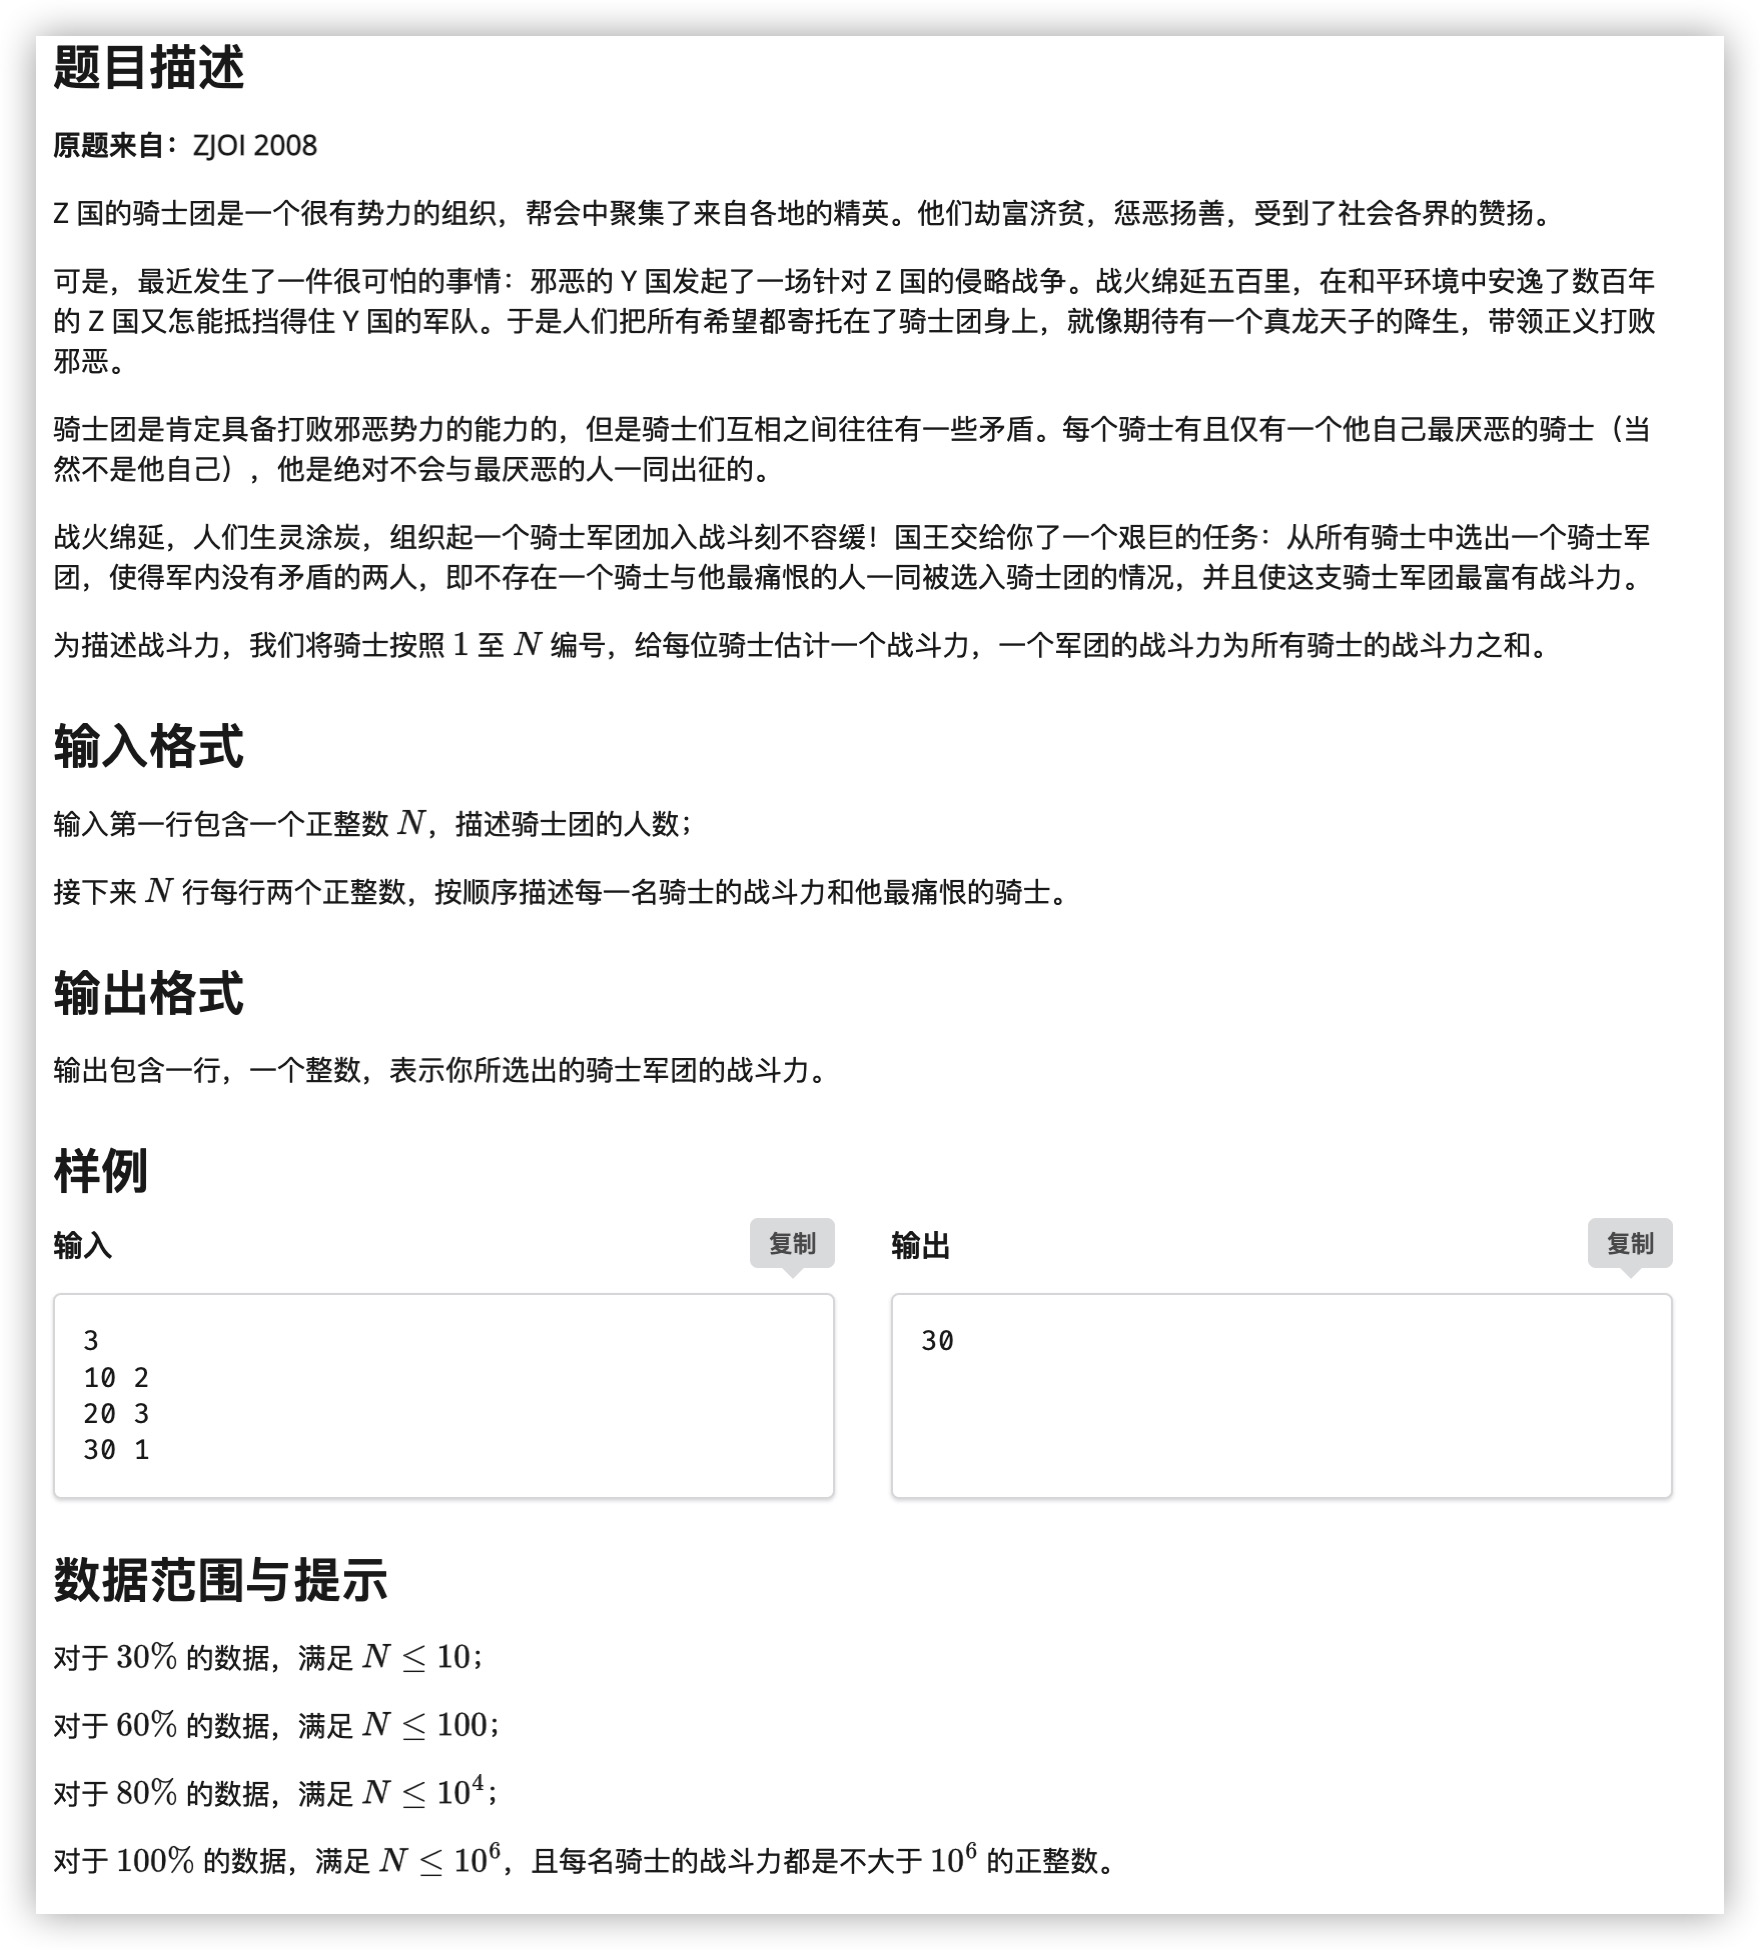 题目描述
原题来自：ZJOI 2008
Z 国的骑士团是一个很有势力的组织，帮会中聚集了来自各地的精英。他们劫富济贫，惩恶扬善，受到了社会各界的赞扬。
可是，最近发生了一件很可怕的事情：邪恶的 Y 国发起了一场针对 Z 国的侵略战争。战火绵延五百里，在和平环境中安逸了数百年
的 Z 国又怎能抵挡得住 Y 国的军队。于是人们把所有希望都寄托在了骑士团身上，就像期待有一个真龙天子的降生，带领正义打败
邪恶。
骑士团是肯定具备打败邪恶势力的能力的，但是骑士们互相之间往往有一些矛盾。每个骑士有且仅有一个他自己最厌恶的骑士（当
然不是他自己），他是绝对不会与最厌恶的人一同出征的。
战火绵延，人们生灵涂炭，组织起一个骑士军团加入战斗刻不容缓！国王交给你了一个艰巨的任务：从所有骑士中选出一个骑士军
团，使得军内没有矛盾的两人，即不存在一个骑士与他最痛恨的人一同被选入骑士团的情况，并且使这支骑士军团最富有战斗力。
为描述战斗力，我们将骑士按照 1 至 N 编号，给每位骑士估计一个战斗力，一个军团的战斗力为所有骑士的战斗力之和。
输入格式
输入第一行包含一个正整数 N，描述骑士团的人数；
接下来 N 行每行两个正整数，按顺序描述每一名骑士的战斗力和他最痛恨的骑士。
输出格式
输出包含一行，一个整数，表示你所选出的骑士军团的战斗力。
样例
输入 复制
3
10 2
20 3
30 1
输出 复制
30
数据范围与提示
对于 30% 的数据，满足 N ≤ 10；
对于 60% 的数据，满足 N ≤ 100；
对于 80% 的数据，满足 N ≤ 10⁴；
对于 100% 的数据，满足 N ≤ 10⁶，且每名骑士的战斗力都是不大于 10⁶ 的正整数。